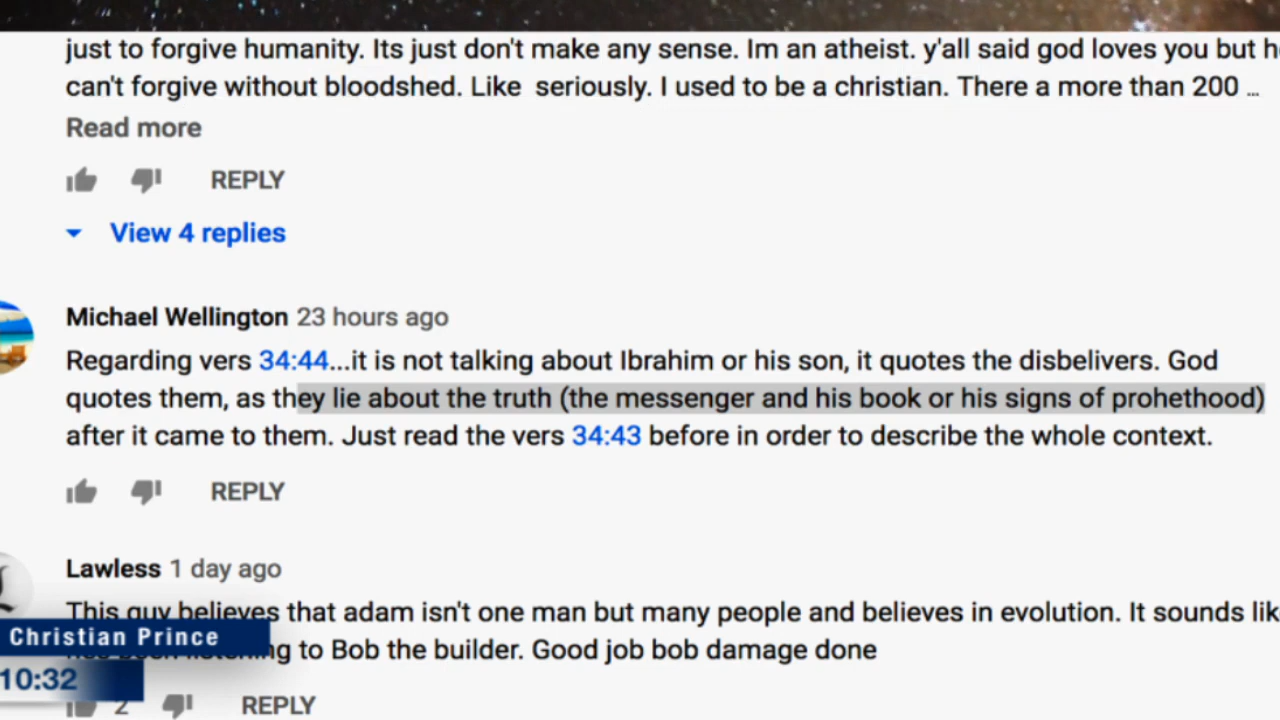 just to forgive humanity. Its just don't make any sense. Im an atheist. y'all said god loves you but
can't forgive without bloodshed. Like seriously. I used to be a christian. There a more than 200 ...
Read more
REPLY
View 4 replies
Michael Wellington 23 hours ago
Regarding vers 34:44...it is not talking about Ibrahim or his son, it quotes the disbelivers. God
quotes them, as they lie about the truth (the messenger and his book or his signs of prohethood)
after it came to them. Just read the vers 34:43 before in order to describe the whole context.
REPLY
Lawless 1 day ago
This guy believes that adam isn't one man but many people and believes in evolution. It sounds
Christian Prince
to Bob the builder. Good job bob damage done
10:32
2 REPLY